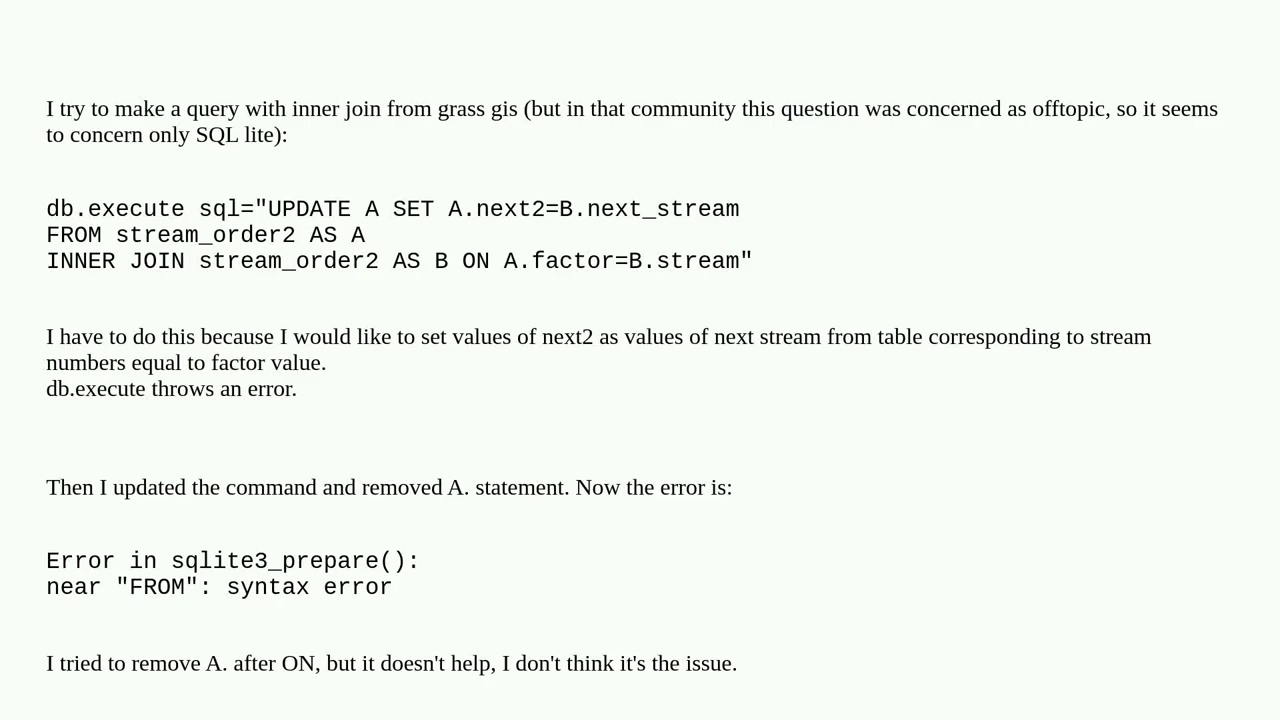 I try to make a query with inner join from grass gis (but in that community this question was concerned as offtopic, so it seems
to concern only SQL lite):
db.execute sql="UPDATE A SET A.next2=B.next_stream
FROM stream_order2 AS A
INNER JOIN stream_order2 AS B ON A.factor=B.stream"
I have to do this because I would like to set values of next2 as values of next stream from table corresponding to stream
numbers equal to factor value.
db.execute throws an error.
Then I updated the command and removed A. statement. Now the error is:
Error in sqlite3_prepare():
near "FROM": syntax error
I tried to remove A. after ON, but it doesn't help, I don't think it's the issue.